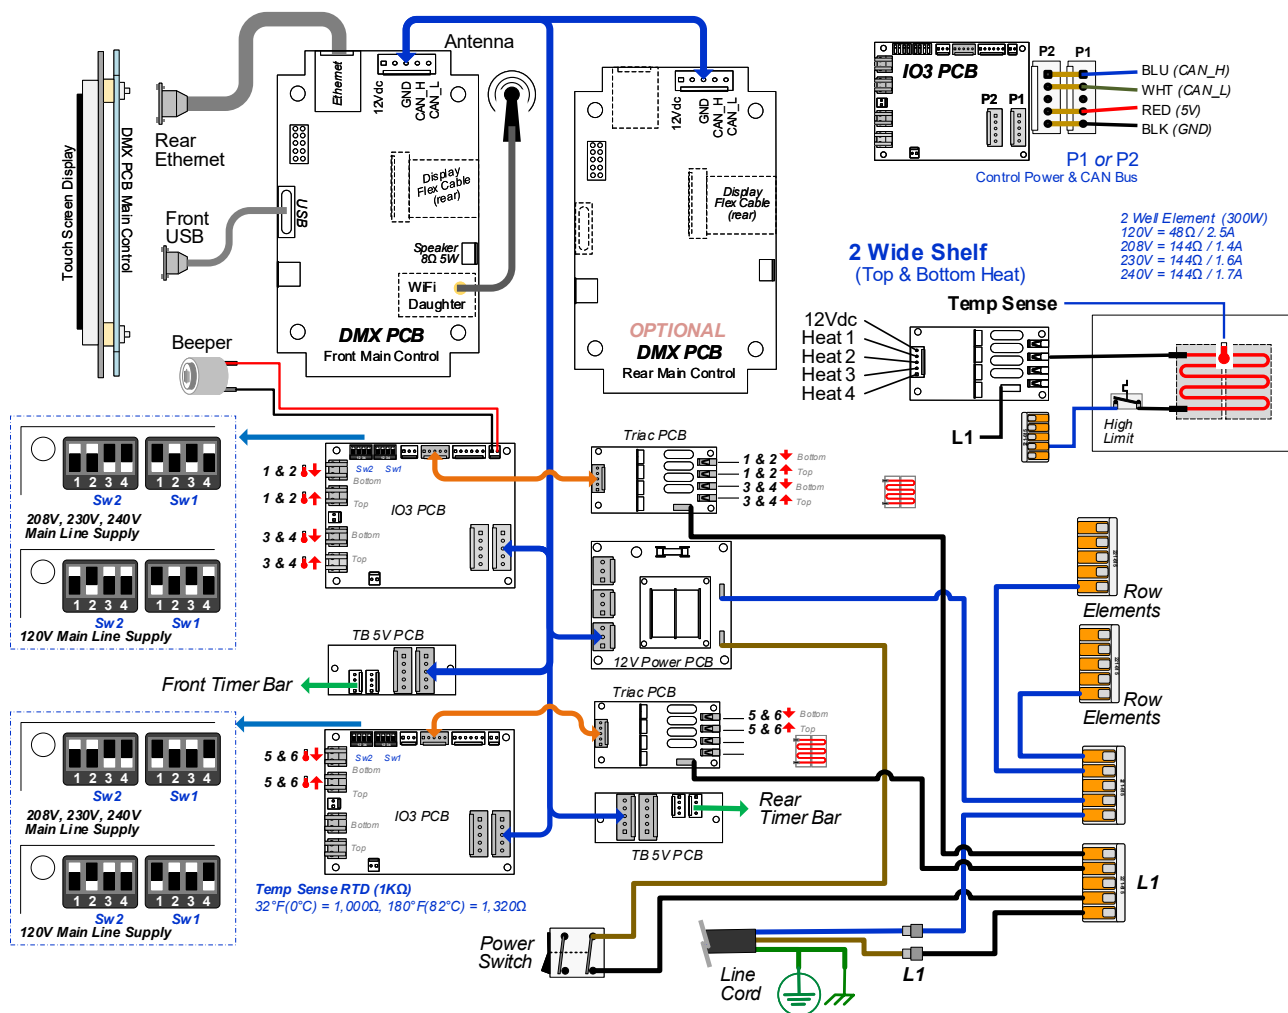 Touch Screen Display
DMX PCB Main Control
Rear
Ethernet
Front
USB
Beeper
Ethernet
12Vdc
GND
CAN_H
CAN_L
Antenna
USB
Display
Flex Cable
(rear)
Speaker
8Ω 5W
WiFi
Daughter
DMX PCB
Front Main Control
12Vdc
GND
CAN_H
CAN_L
Display
Flex Cable
(rear)
OPTIONAL
DMX PCB
Rear Main Control
IO3 PCB
P2 P1
P2 P1
BLU (CAN_H)
WHT (CAN_L)
RED (5V)
BLK (GND)
P1 or P2
Control Power & CAN Bus
2 Well Element (300W)
120V = 48Ω / 2.5A
208V = 144Ω / 1.4A
230V = 144Ω / 1.6A
240V = 144Ω / 1.7A
2 Wide Shelf
(Top & Bottom Heat)
Temp Sense
12Vdc
Heat 1
Heat 2
Heat 3
Heat 4
L1
High
Limit
1 2 3 4 1 2 3 4
Sw2 Sw1
208V, 230V, 240V
Main Line Supply
1 2 3 4 1 2 3 4
Sw2 Sw1
120V Main Line Supply
Sw2 Sw1
1 & 2 Bottom
1 & 2 Top
IO3 PCB
3 & 4 Bottom
3 & 4 Top
Triac PCB
1 & 2 Bottom
1 & 2 Top
3 & 4 Bottom
3 & 4 Top
12V Power PCB
TB 5V PCB
Front Timer Bar
Row
Elements
Row
Elements
1 2 3 4 1 2 3 4
Sw2 Sw1
208V, 230V, 240V
Main Line Supply
1 2 3 4 1 2 3 4
Sw2 Sw1
120V Main Line Supply
Sw2 Sw1
5 & 6 Bottom
5 & 6 Top
IO3 PCB
Bottom
Top
Triac PCB
5 & 6 Bottom
5 & 6 Top
Rear
Timer Bar
TB 5V PCB
Temp Sense RTD (1KΩ)
32°F(0°C) = 1,000Ω, 180°F(82°C) = 1,320Ω
L1
Power
Switch
Line
Cord
L1